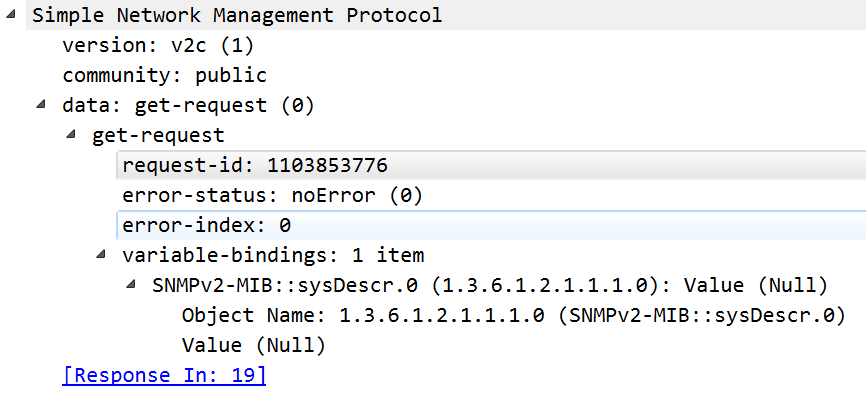 Simple Network Management Protocol
version: v2c (1)
community: public
data: get-request (0)
get-request
request-id: 1103853776
error-status: noError (0)
error-index: 0
variable-bindings: 1 item
SNMPv2-MIB::sysDescr.0 (1.3.6.1.2.1.1.1.0): Value (Null)
Object Name: 1.3.6.1.2.1.1.1.0 (SNMPv2-MIB::sysDescr.0)
Value (Null)
[Response In: 19]